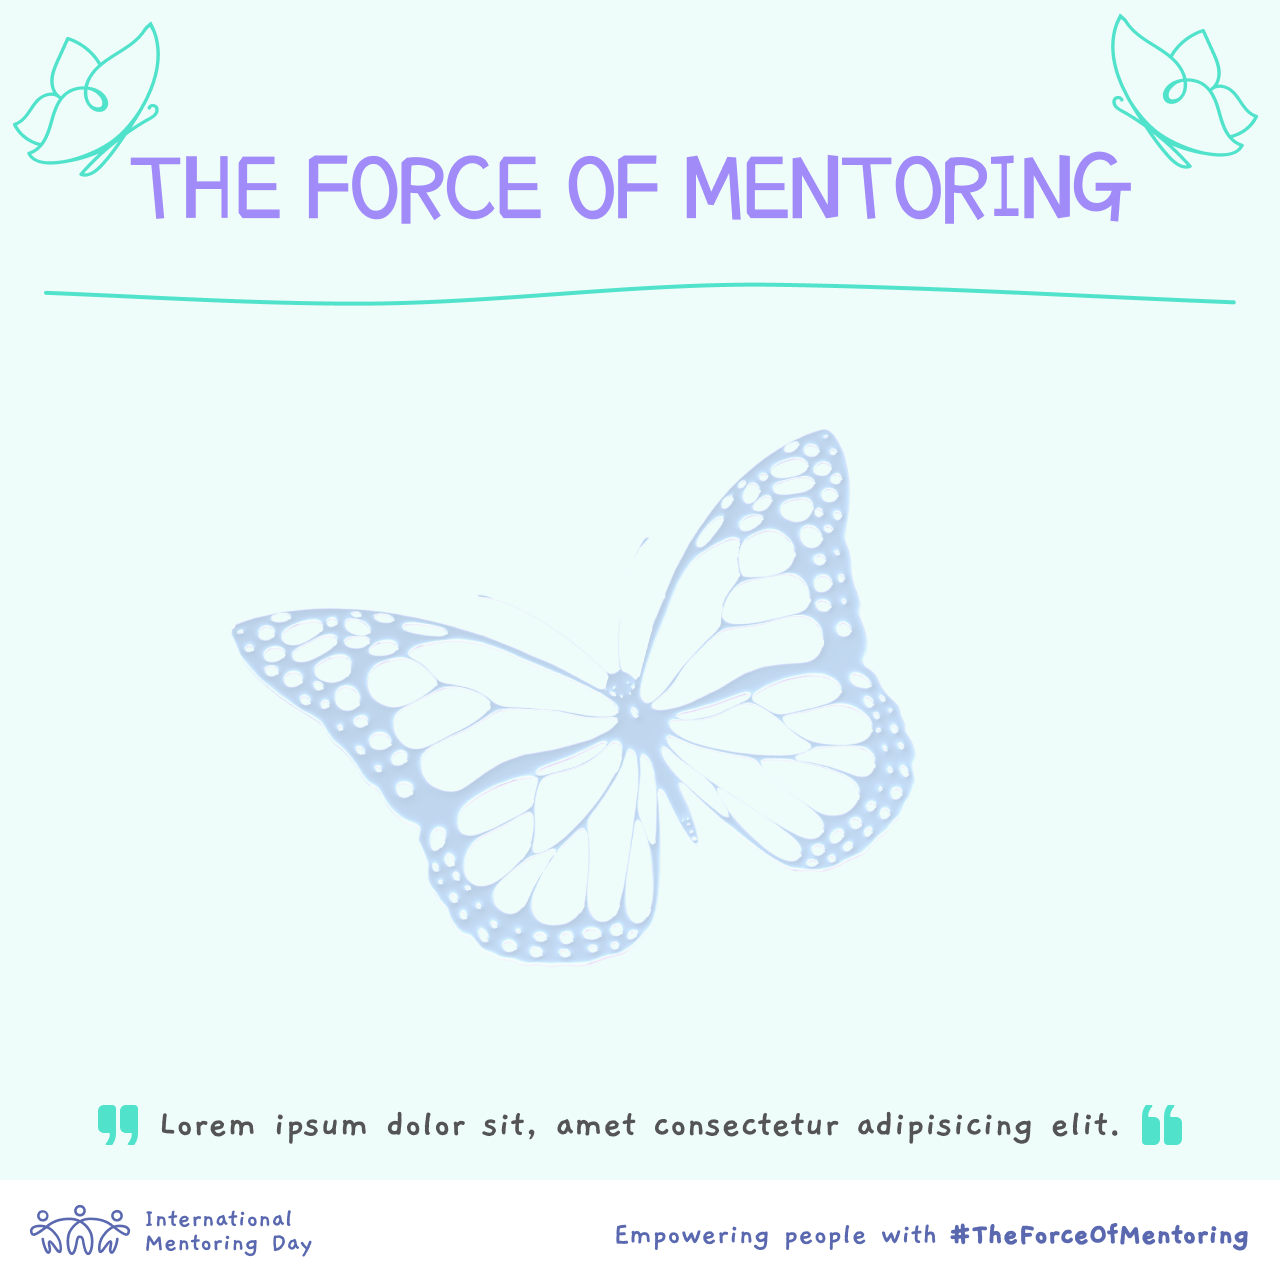 THE FORCE OF MENTORING
Lorem ipsum dolor sit, amet consectetur adipisicing elit.
International
Mentoring Day
Empowering people with #TheForceOfMentoring